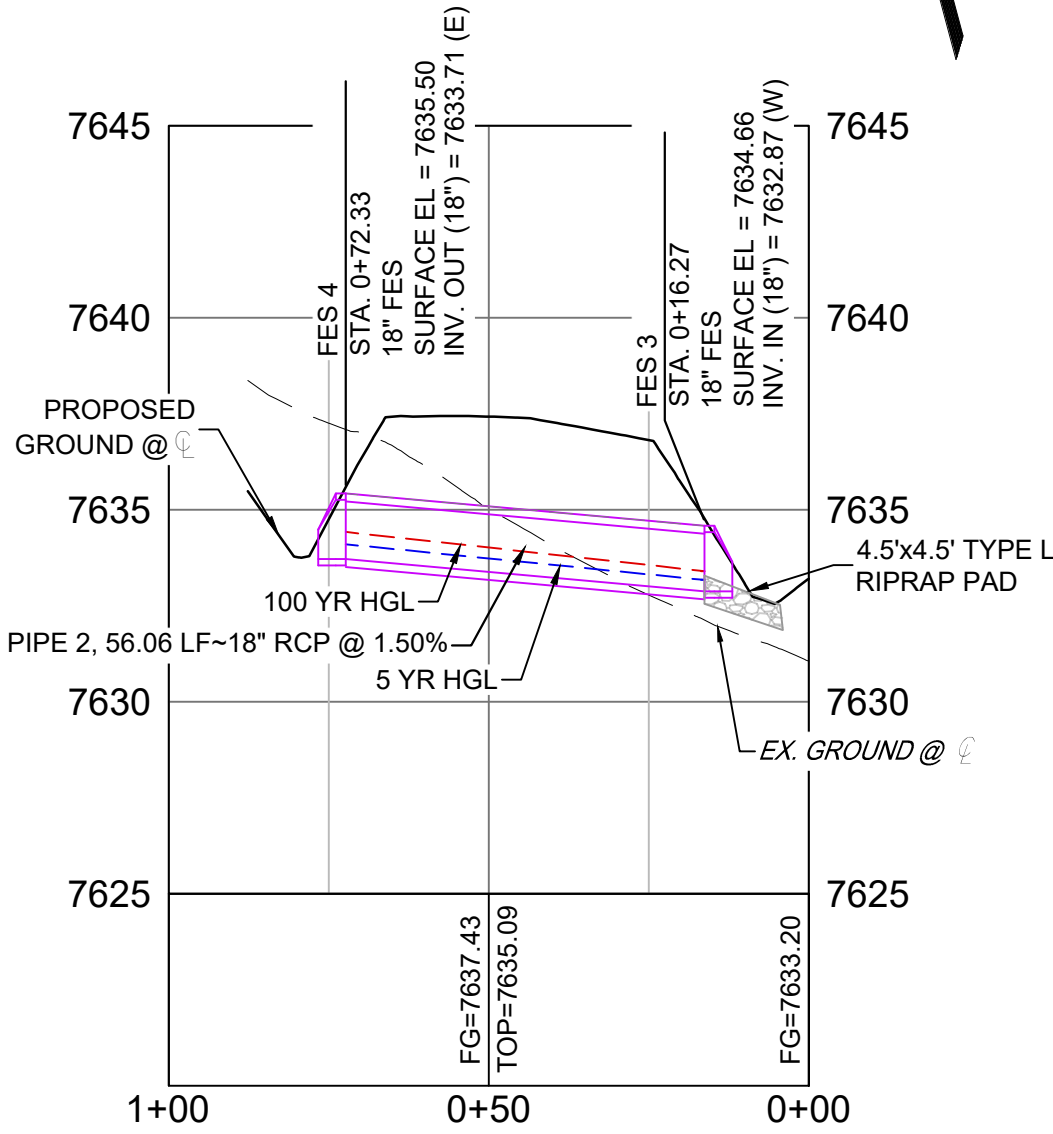 7645
7645
7640
7640
7635
7635
7630
7630
7625
7625
FES 4
STA. 0+72.33
18" FES
SURFACE EL = 7635.50
INV. OUT (18") = 7633.71 (E)
FES 3
STA. 0+16.27
18" FES
SURFACE EL = 7634.66
INV. IN (18") = 7632.87 (W)
PROPOSED
GROUND @ ℄
4.5'x4.5' TYPE L
RIPRAP PAD
100 YR HGL
PIPE 2, 56.06 LF~18" RCP @ 1.50%
5 YR HGL
EX. GROUND @ ℄
FG=7637.43
TOP=7635.09
FG=7633.20
1+00
0+50
0+00